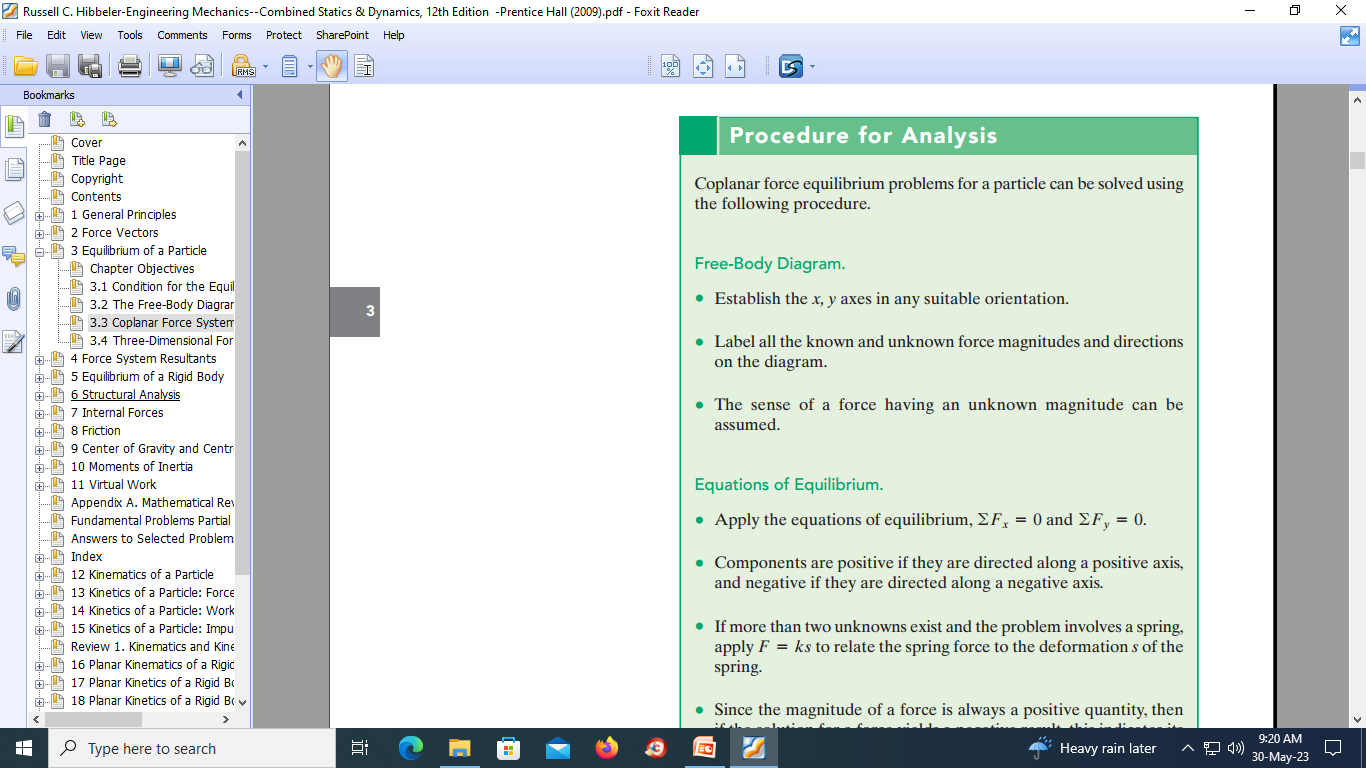 Russell C. Hibbeler-Engineering Mechanics--Combined Statics & Dynamics, 12th Edition -Prentice Hall (2009).pdf - Foxit Reader
File Edit View Tools Comments Forms Protect SharePoint Help
RMS
100%
Bookmarks
Cover
Title Page
Copyright
Contents
1 General Principles
2 Force Vectors
3 Equilibrium of a Particle
Chapter Objectives
3.1 Condition for the Equil
3.2 The Free-Body Diagrar
3.3 Coplanar Force System
3.4 Three-Dimensional For
4 Force System Resultants
5 Equilibrium of a Rigid Body
6 Structural Analysis
7 Internal Forces
8 Friction
9 Center of Gravity and Centr
10 Moments of Inertia
11 Virtual Work
Appendix A. Mathematical Rev
Fundamental Problems Partial
Answers to Selected Problem
Index
12 Kinematics of a Particle
13 Kinetics of a Particle: Force
14 Kinetics of a Particle: Work
15 Kinetics of a Particle: Impu
Review 1. Kinematics and Kine
16 Planar Kinematics of a Rigid
17 Planar Kinetics of a Rigid Bo
18 Planar Kinetics of a Rigid Bo
3
Procedure for Analysis
Coplanar force equilibrium problems for a particle can be solved using
the following procedure.
Free-Body Diagram.
• Establish the x, y axes in any suitable orientation.
• Label all the known and unknown force magnitudes and directions
on the diagram.
• The sense of a force having an unknown magnitude can be
assumed.
Equations of Equilibrium.
• Apply the equations of equilibrium, ΣFx = 0 and ΣFy = 0.
• Components are positive if they are directed along a positive axis,
and negative if they are directed along a negative axis.
• If more than two unknowns exist and the problem involves a spring,
apply F = ks to relate the spring force to the deformation s of the
spring.
• Since the magnitude of a force is always a positive quantity, then
Type here to search
Heavy rain later
9:20 AM
30-May-23